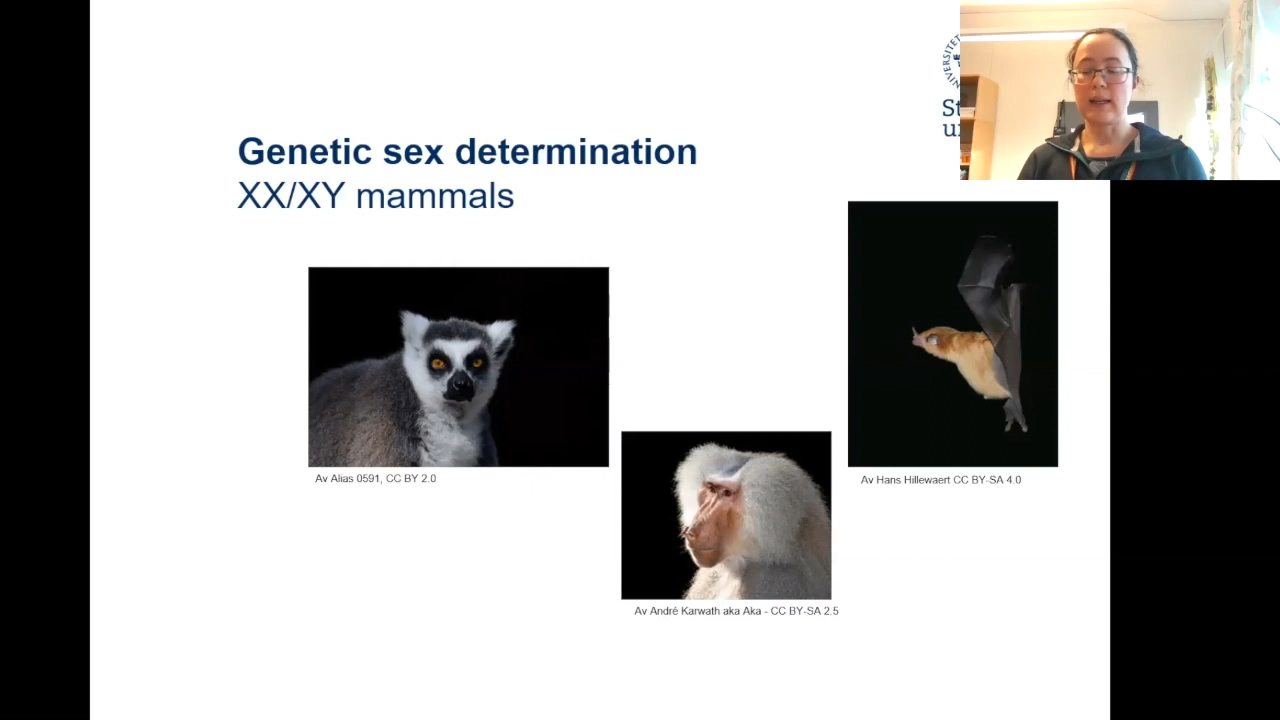 Genetic sex determination
XX/XY mammals
Av Alias 0591, CC BY 2.0
Av Hans Hillewaert CC BY-SA 4.0
Av André Karwath aka Aka - CC BY-SA 2.5